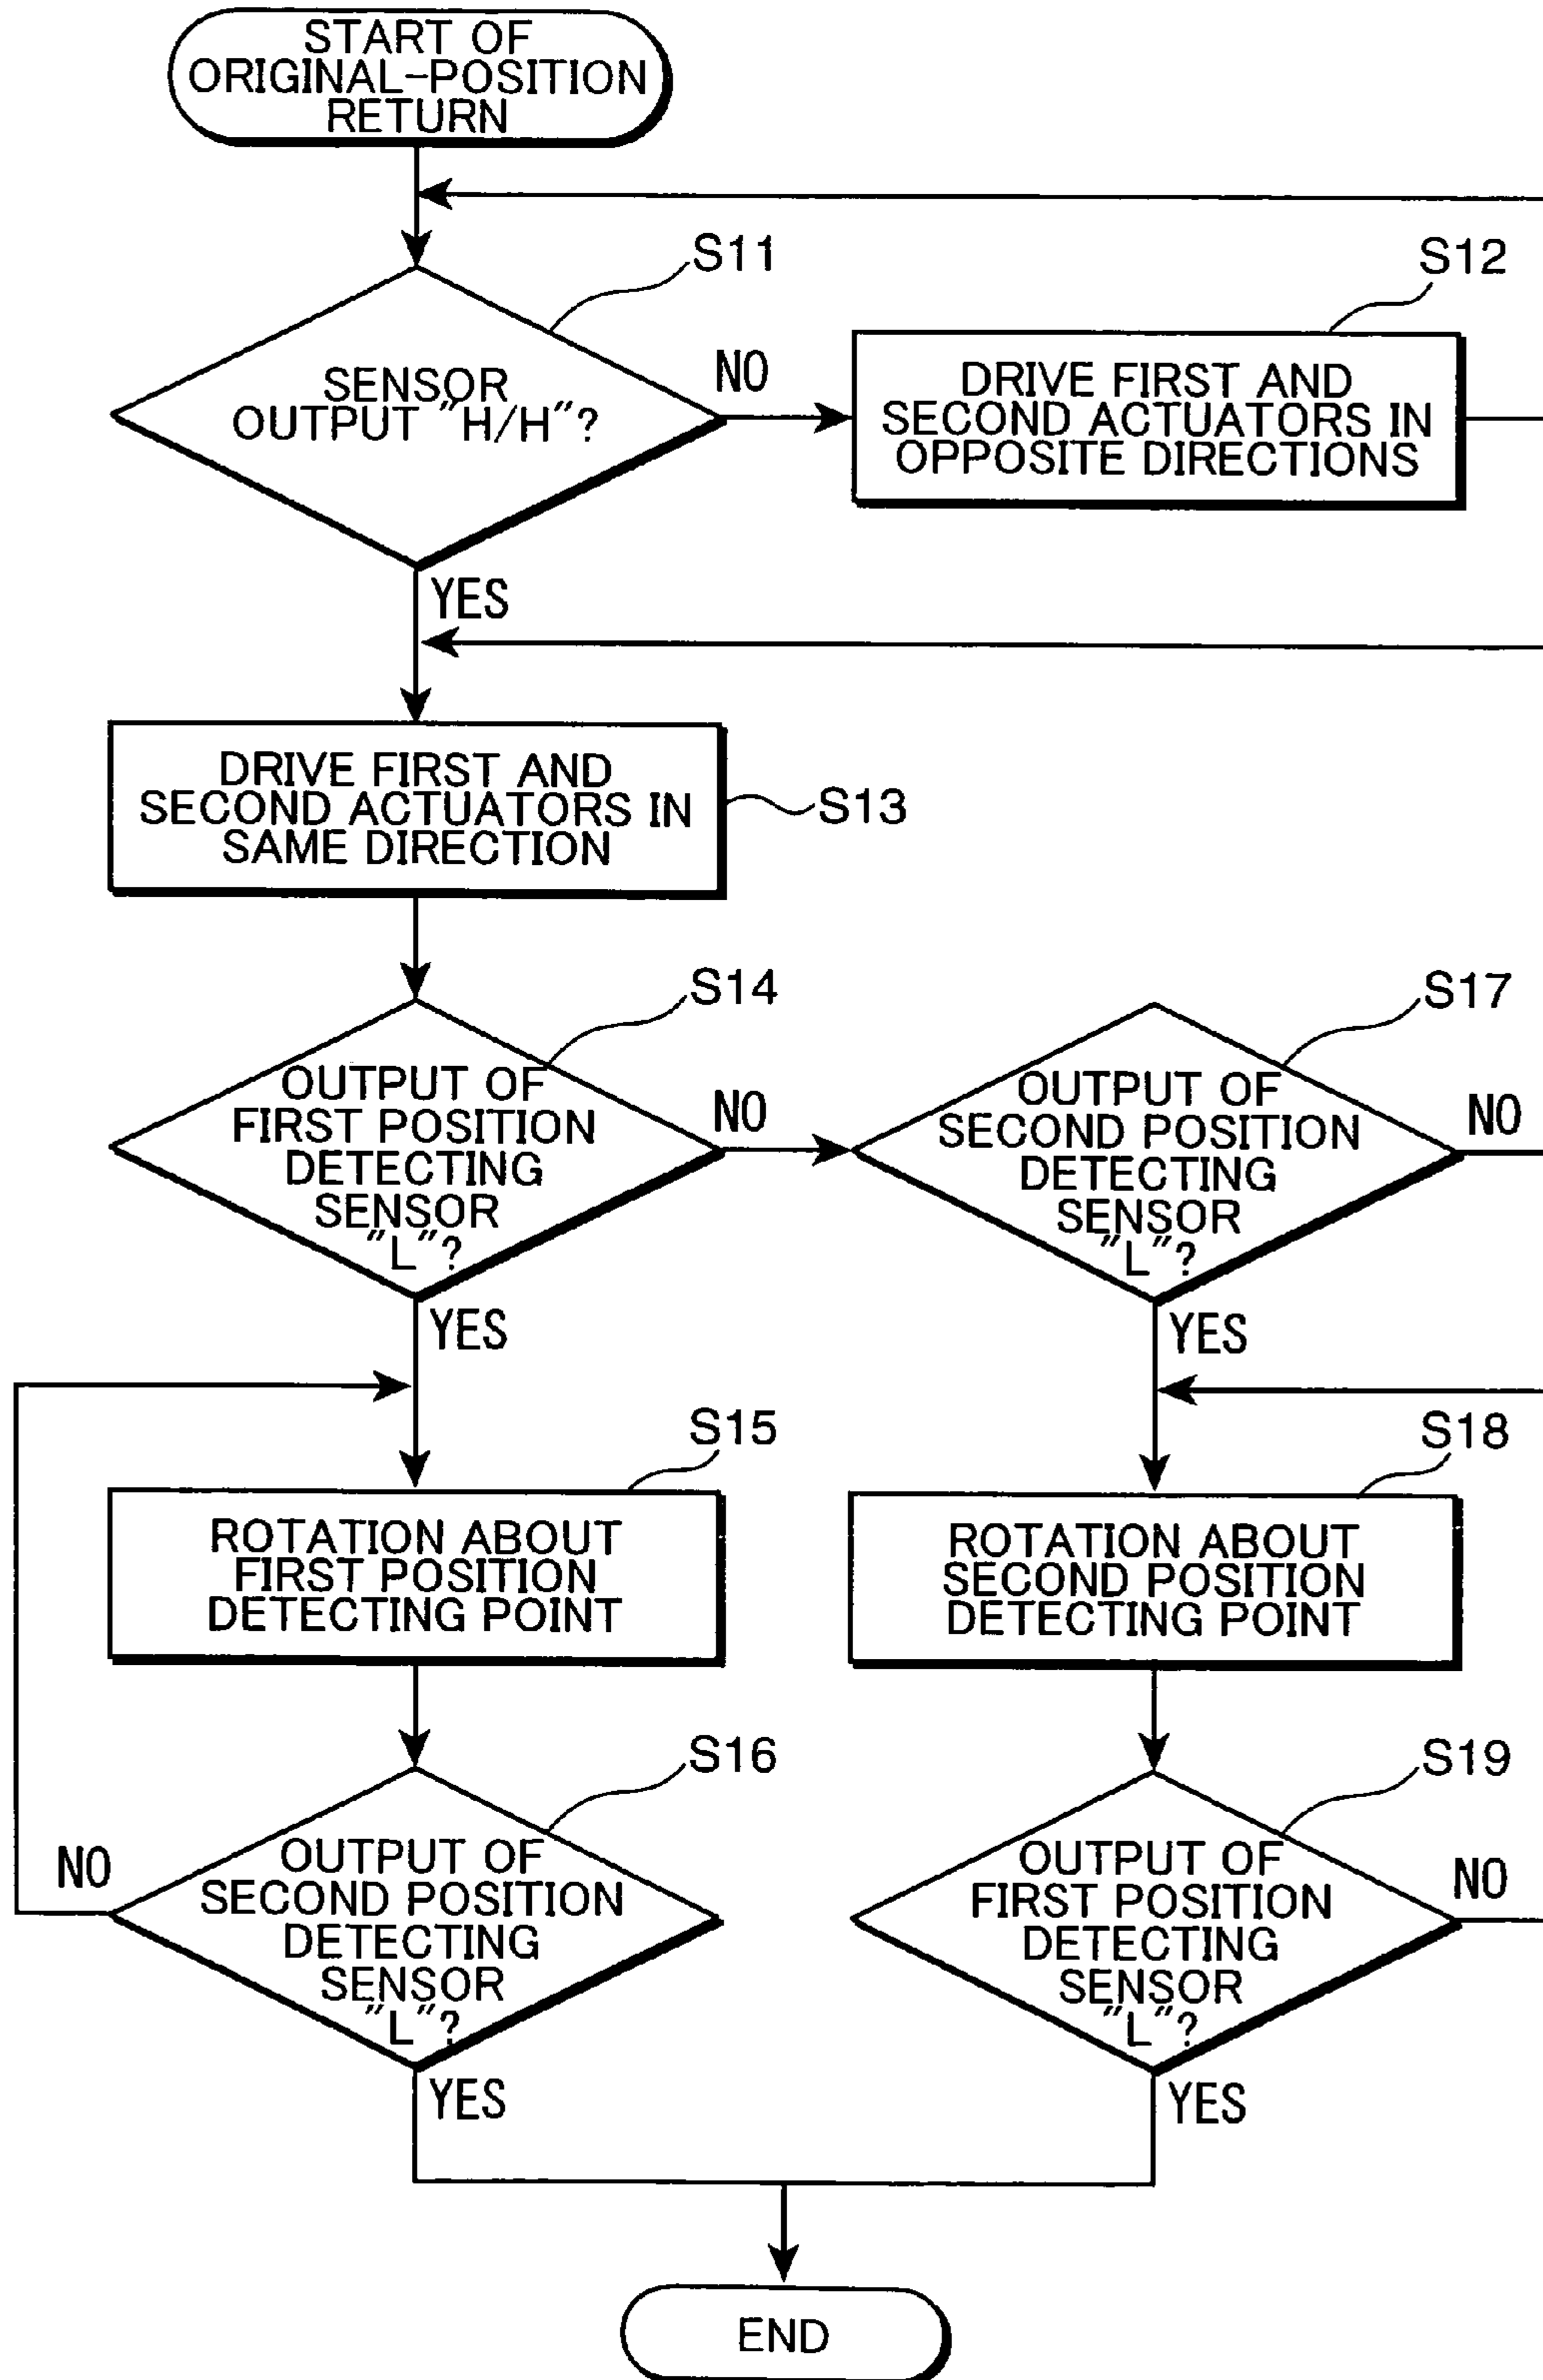 START OF
ORIGINAL-POSITION
RETURN
S11
SENSOR
OUTPUT "H/H"?
NO
S12
DRIVE FIRST AND
SECOND ACTUATORS IN
OPPOSITE DIRECTIONS
YES
DRIVE FIRST AND
SECOND ACTUATORS IN
SAME DIRECTION
S13
S14
OUTPUT OF
FIRST POSITION
DETECTING
SENSOR
"L"?
NO
S17
OUTPUT OF
SECOND POSITION
DETECTING
SENSOR
"L"?
NO
YES
YES
S15
ROTATION ABOUT
FIRST POSITION
DETECTING POINT
S18
ROTATION ABOUT
SECOND POSITION
DETECTING POINT
S16
NO
OUTPUT OF
SECOND POSITION
DETECTING
SENSOR
"L"?
YES
S19
OUTPUT OF
FIRST POSITION
DETECTING
SENSOR
"L"?
NO
YES
END